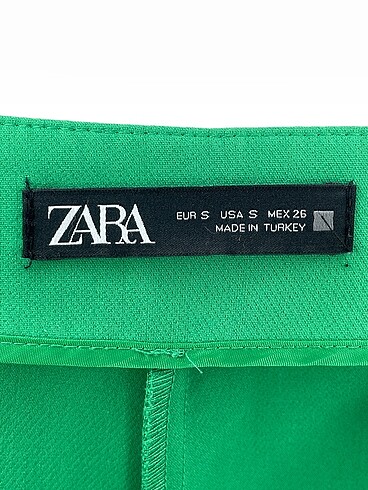 ZARA
EUR S USA S MEX 26
MADE IN TURKEY